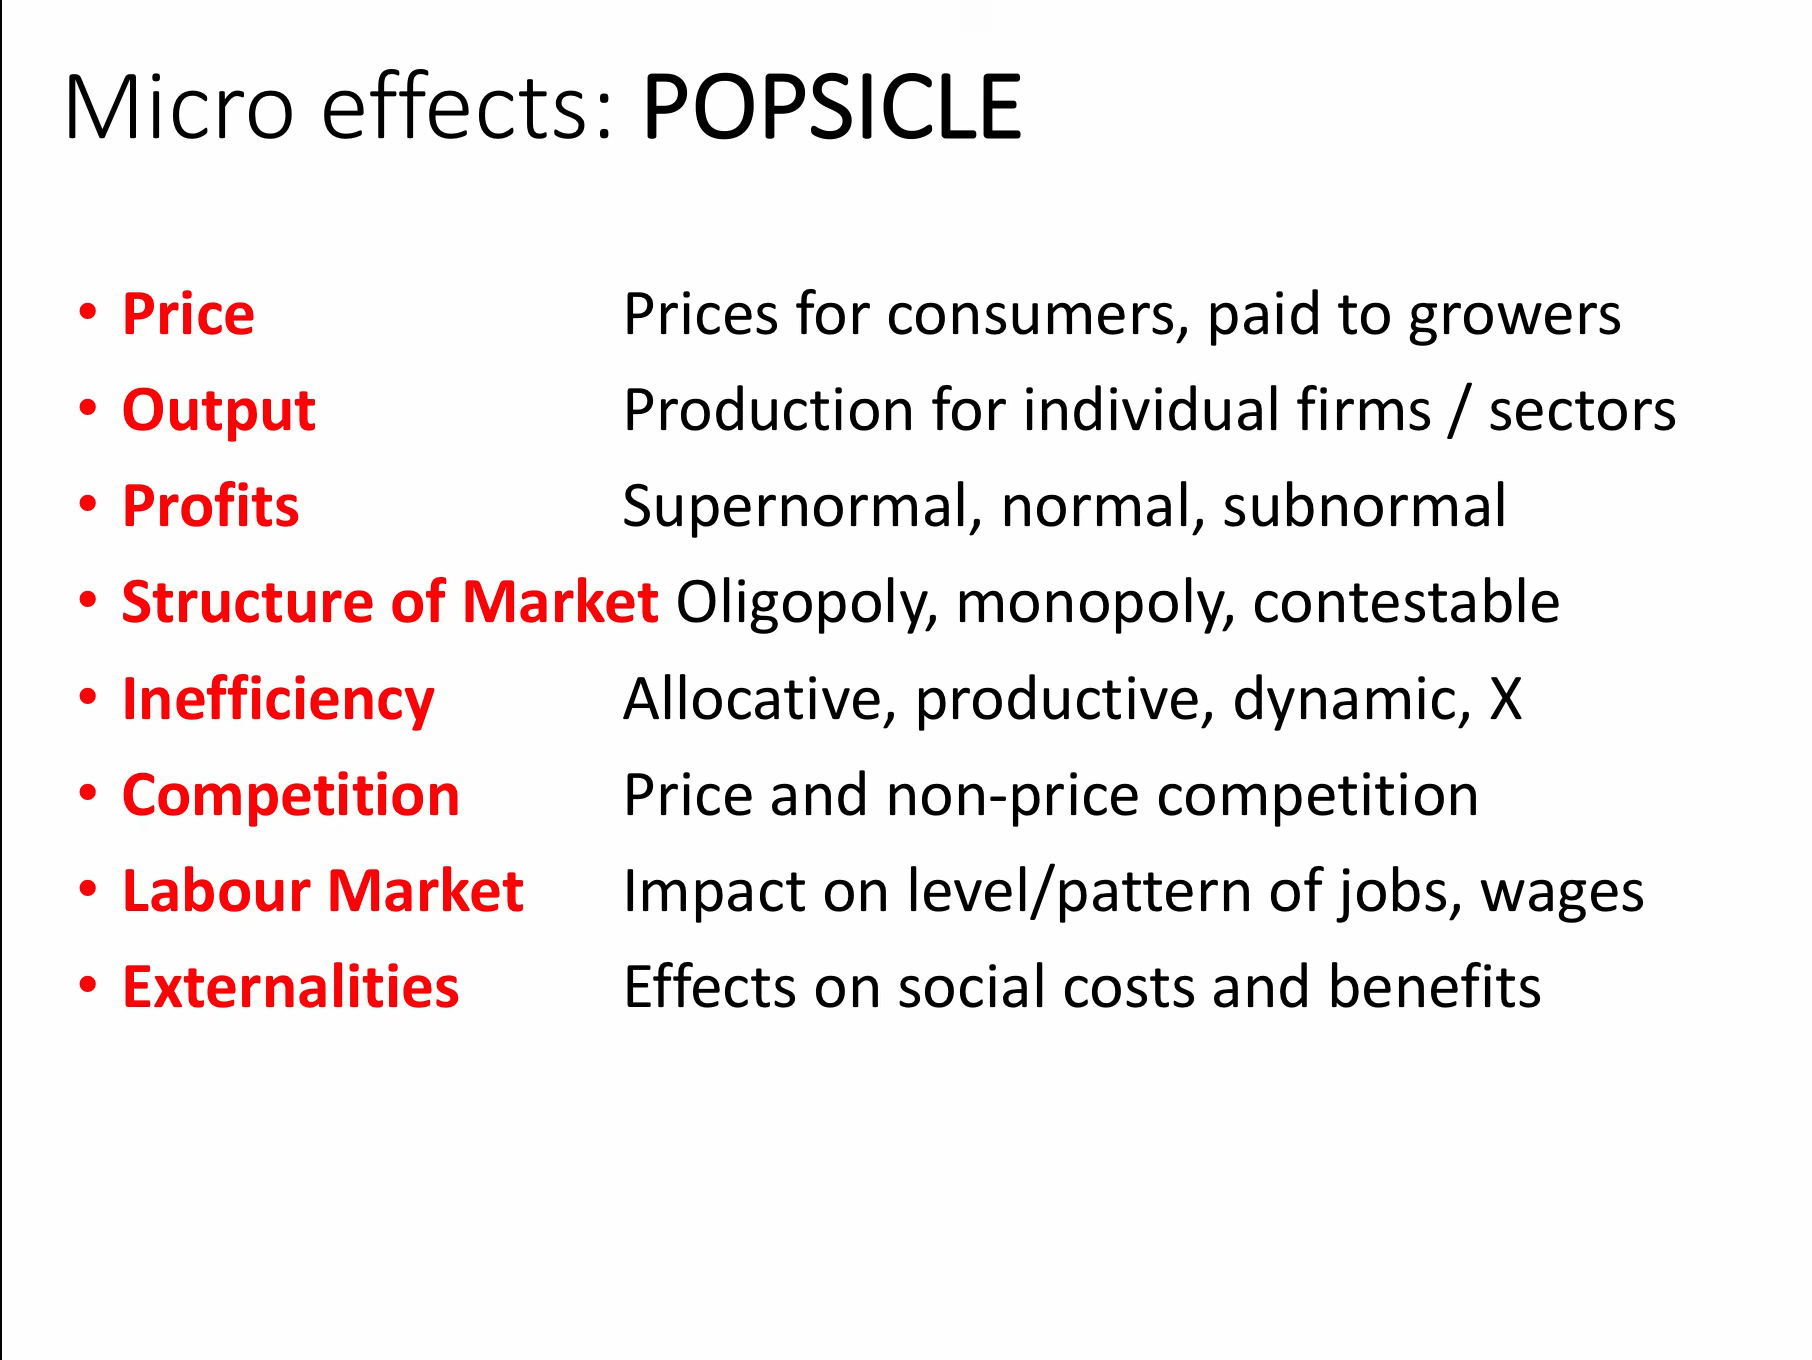 Micro effects: POPSICLE
• Price Prices for consumers, paid to growers
• Output Production for individual firms / sectors
• Profits Supernormal, normal, subnormal
• Structure of Market Oligopoly, monopoly, contestable
• Inefficiency Allocative, productive, dynamic, X
• Competition Price and non-price competition
• Labour Market Impact on level/pattern of jobs, wages
• Externalities Effects on social costs and benefits